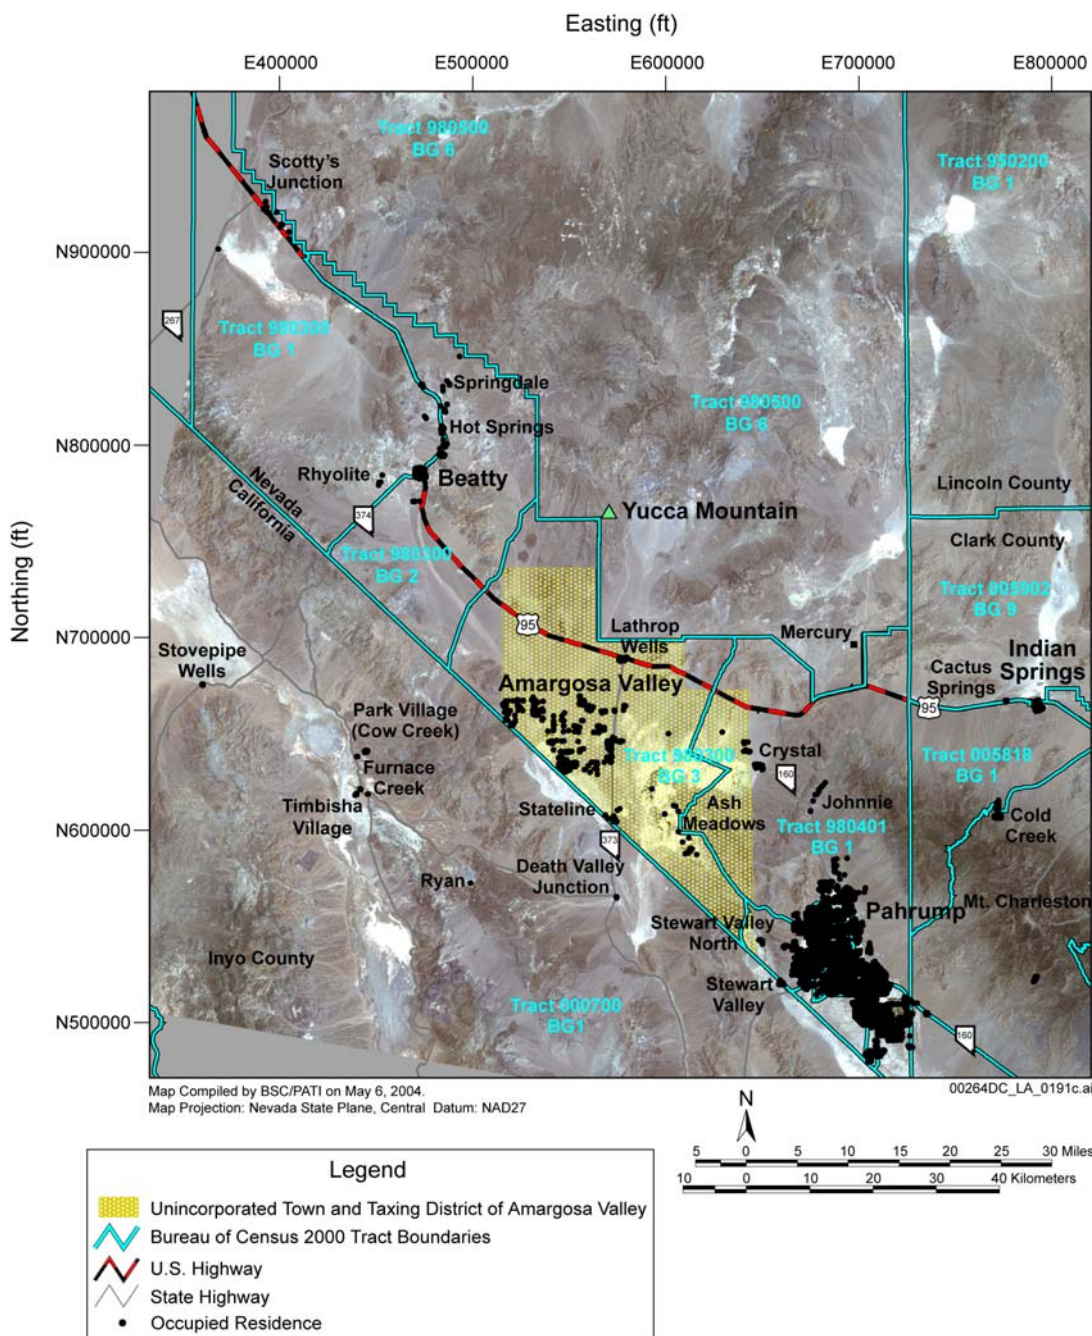 Easting (ft)
E400000
E500000
E600000
E700000
E800000
Northing (ft)
N900000
N800000
N700000
N600000
N500000
Tract 980500
BG 6
Tract 950200
BG 1
Scotty's
Junction
267
Tract 980300
BG 1
Springdale
Hot Springs
Tract 980500
BG 6
Rhyolite
Beatty
Nevada
California
374
Yucca Mountain
Lincoln County
Clark County
Tract 980300
BG 2
Tract 005902
BG 9
95
Lathrop
Wells
Mercury
Indian
Springs
Cactus
Springs
95
Stovepipe
Wells
Amargosa Valley
Park Village
(Cow Creek)
Furnace
Creek
Timbisha
Village
Tract 980300
BG 3
Crystal
160
Tract 005818
BG 1
Johnnie
Stateline
Ash
Meadows
Tract 980401
BG 1
Cold
Creek
373
Death Valley
Junction
Ryan
Mt. Charleston
Pahrump
Stewart Valley
North
Inyo County
Stewart
Valley
Tract 000700
BG1
160
Map Compiled by BSC/PATI on May 6, 2004.
Map Projection: Nevada State Plane, Central Datum: NAD27
00264DC_LA_0191c.ai
N
5 0 5 10 15 20 25 30 Miles
10 0 10 20 30 40 Kilometers
Legend
Unincorporated Town and Taxing District of Amargosa Valley
Bureau of Census 2000 Tract Boundaries
U.S. Highway
State Highway
Occupied Residence